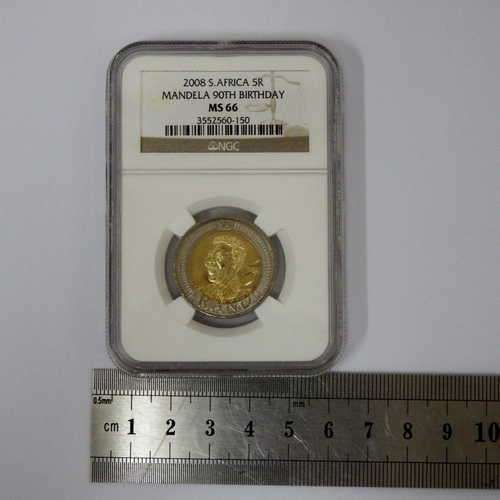 2008 S.AFRICA 5R
MANDELA 90TH BIRTHDAY
MS 66
3552560-150
NGC
RAND
0.5mm
mm
cm 1 2 3 4 5 6 7 8 9 10